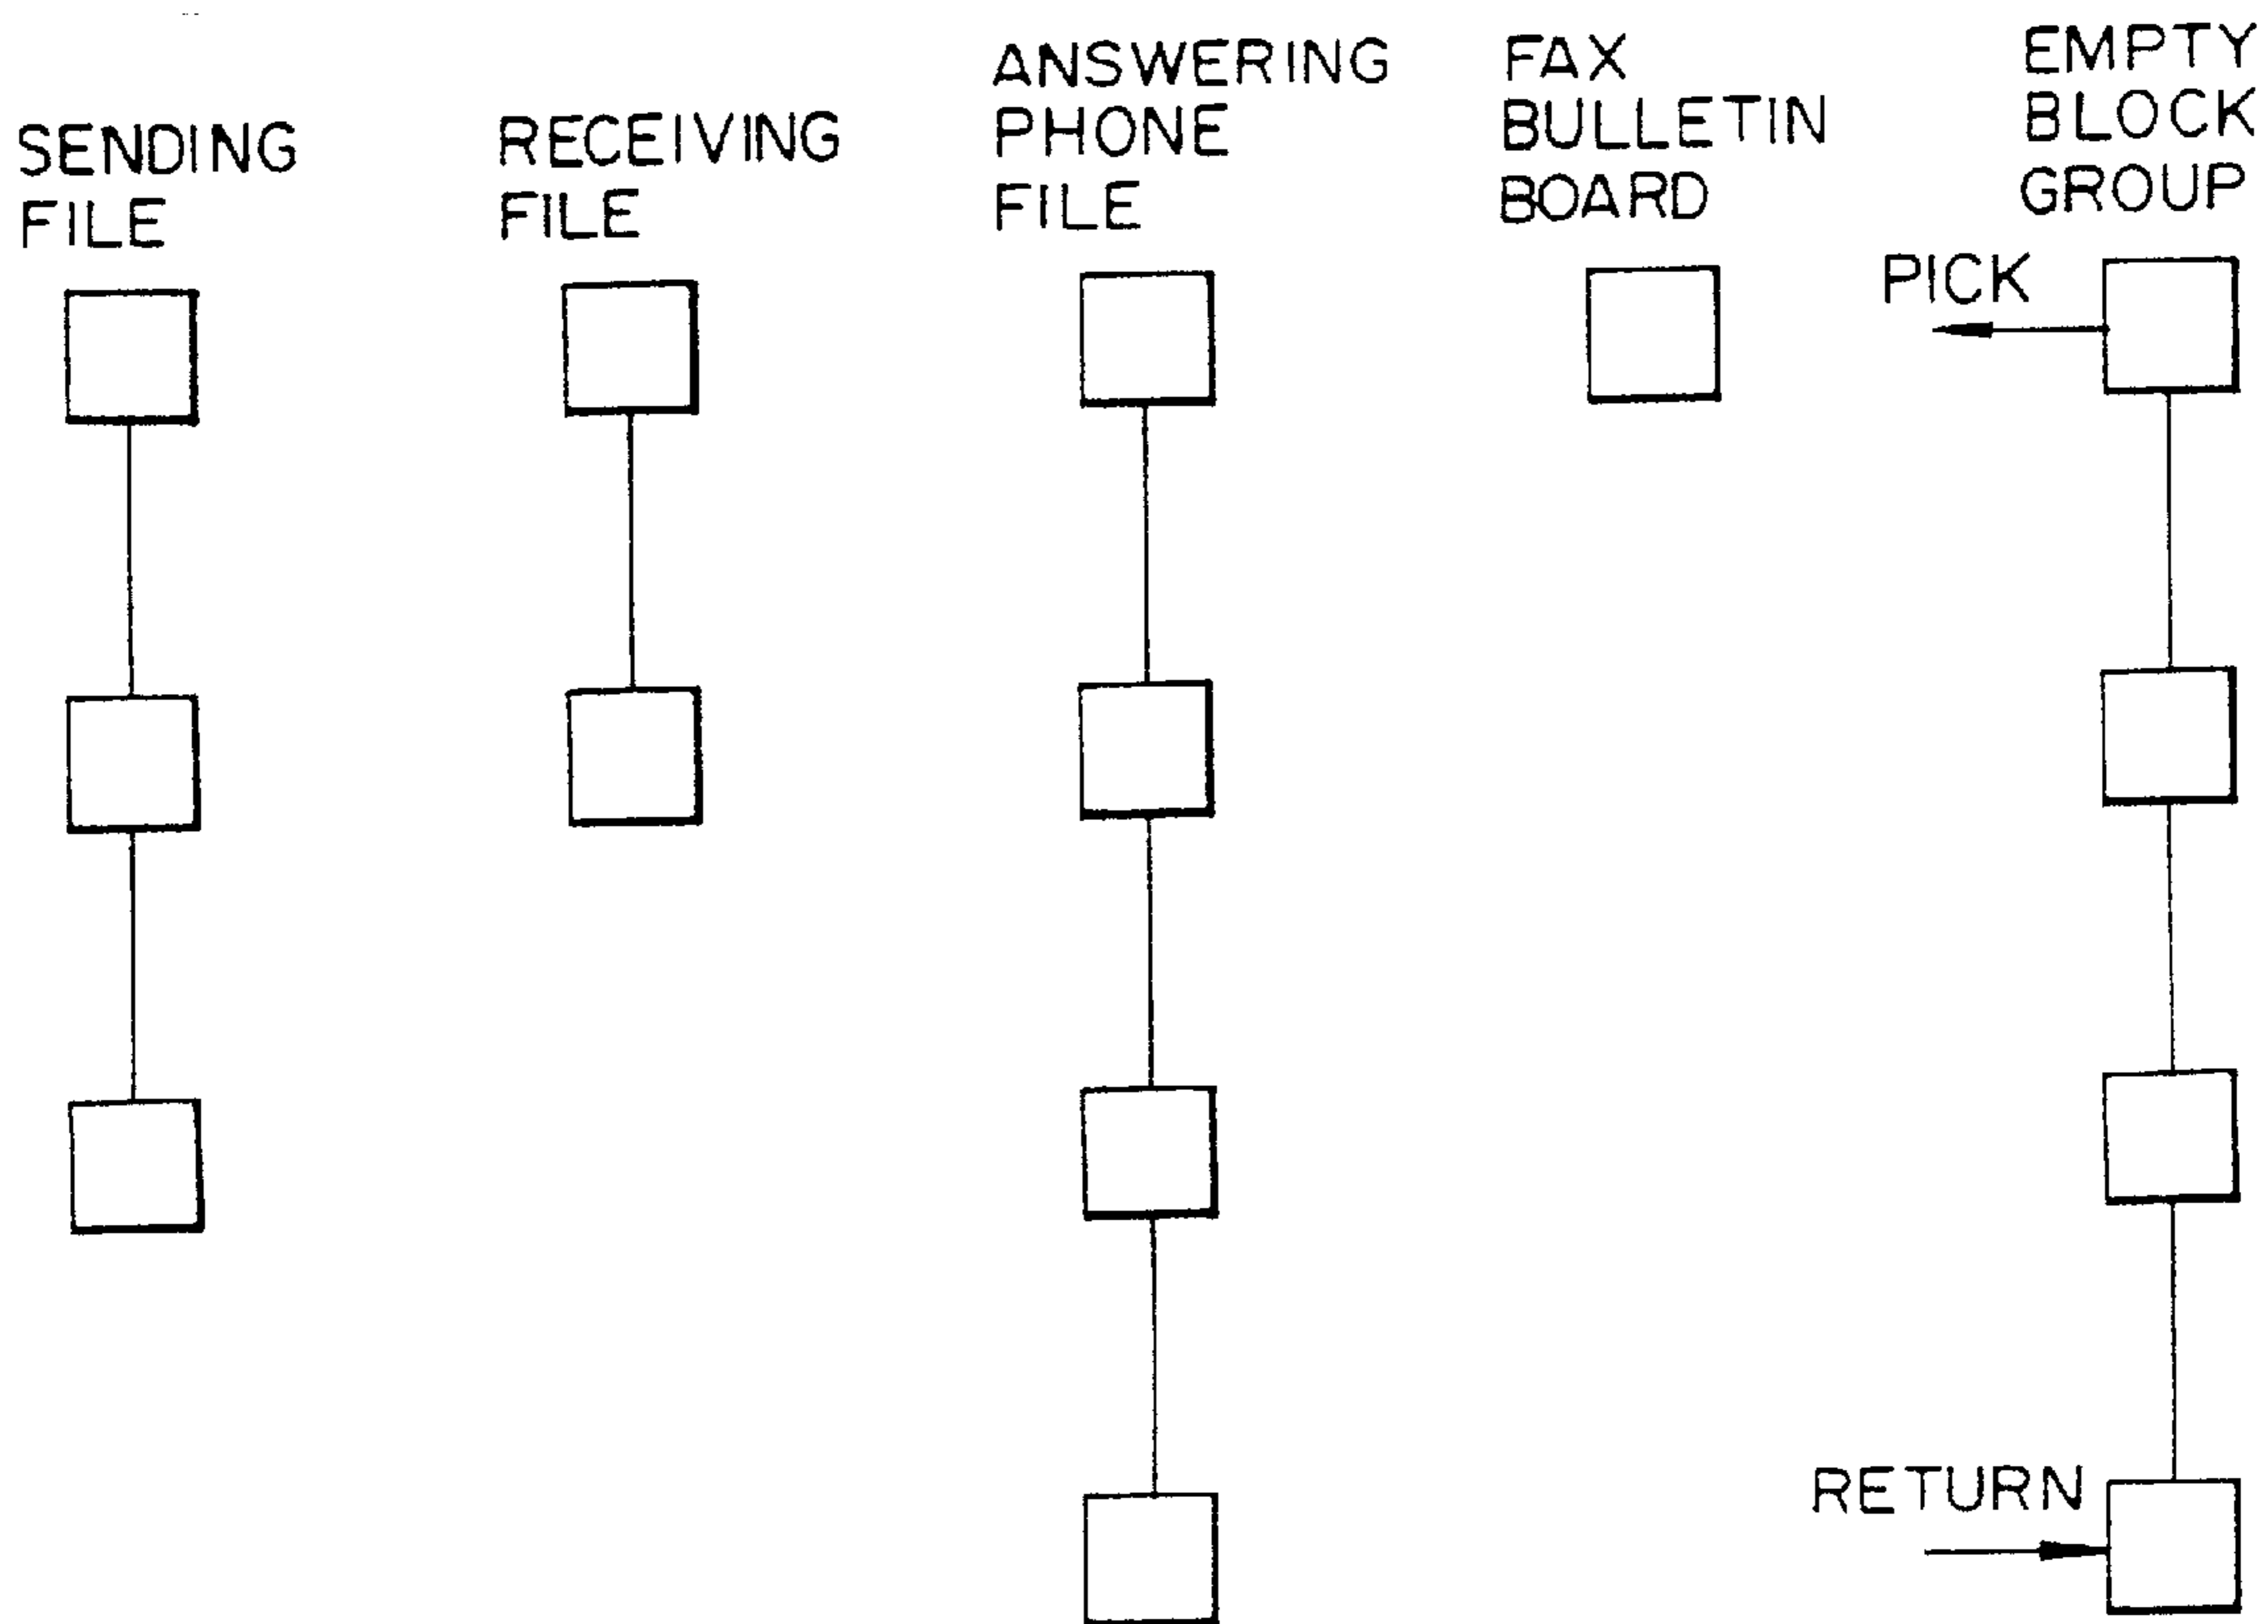 SENDING
FILE
RECEIVING
FILE
ANSWERING
PHONE
FILE
FAX
BULLETIN
BOARD
EMPTY
BLOCK
GROUP
PICK
RETURN